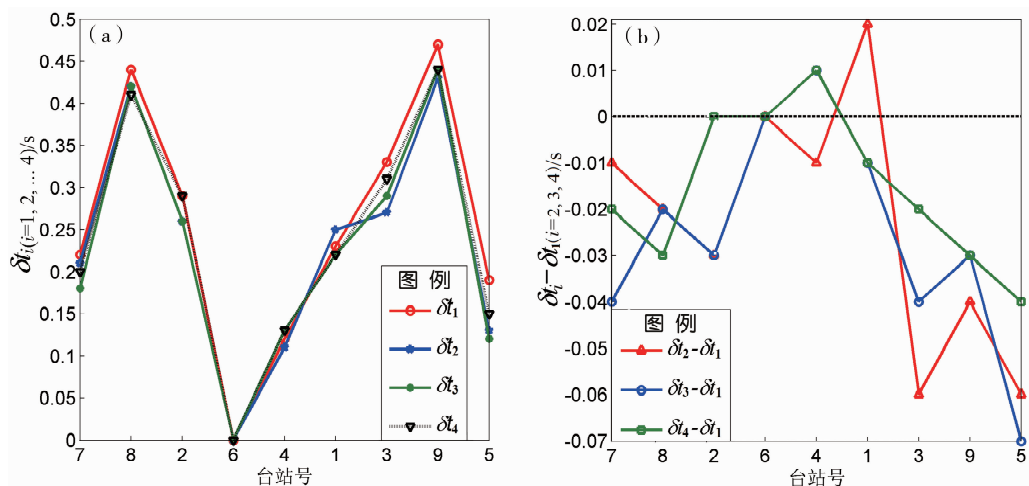 (a)
0.5
0.45
0.4
0.35
0.3
0.25
0.2
0.15
0.1
0.05
0
δtᵢ(i=1, 2, ... 4)/s
7 8 2 6 4 1 3 9 5
台站号
图 例
δt₁
δt₂
δt₃
δt₄
(b)
0.02
0.01
0
-0.01
-0.02
-0.03
-0.04
-0.05
-0.06
-0.07
δtᵢ-δt₁(i=2, 3, 4)/s
7 8 2 6 4 1 3 9 5
台站号
图 例
δt₂-δt₁
δt₃-δt₁
δt₄-δt₁